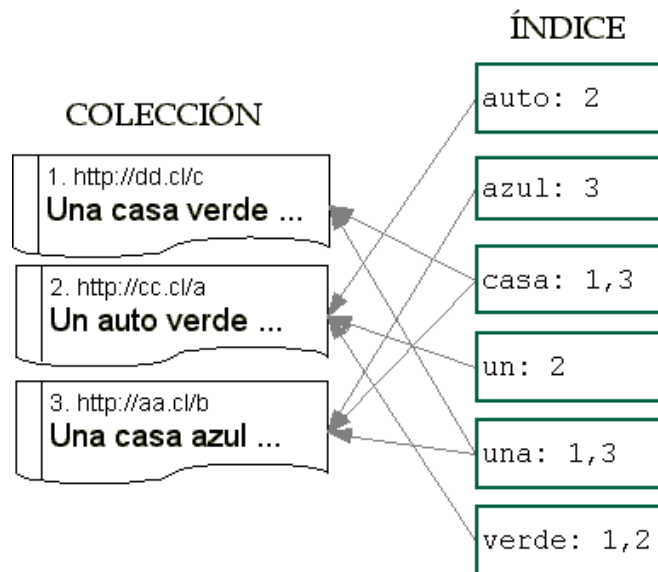 COLECCIÓN
1. http://dd.cl/c
Una casa verde ...
2. http://cc.cl/a
Un auto verde ...
3. http://aa.cl/b
Una casa azul ...
ÍNDICE
auto: 2
azul: 3
casa: 1,3
un: 2
una: 1,3
verde: 1,2